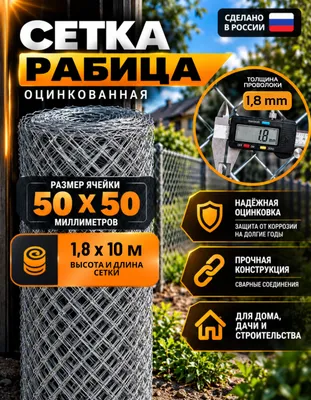 СДЕЛАНО
В РОССИИ
СЕТКА
РАБИЦА
ОЦИНКОВАННАЯ
ТОЛЩИНА
ПРОВОЛОКИ
1,8 mm
1.8
РАЗМЕР ЯЧЕЙКИ
50 X 50
МИЛЛИМЕТРОВ
1,8 x 10 м
ВЫСОТА И ДЛИНА
СЕТКИ
НАДЁЖНАЯ
ОЦИНКОВКА
ЗАЩИТА ОТ КОРРОЗИИ
НА ДОЛГИЕ ГОДЫ
ПРОЧНАЯ
КОНСТРУКЦИЯ
СВАРНЫЕ СОЕДИНЕНИЯ
ДЛЯ ДОМА,
ДАЧИ И
СТРОИТЕЛЬСТВА